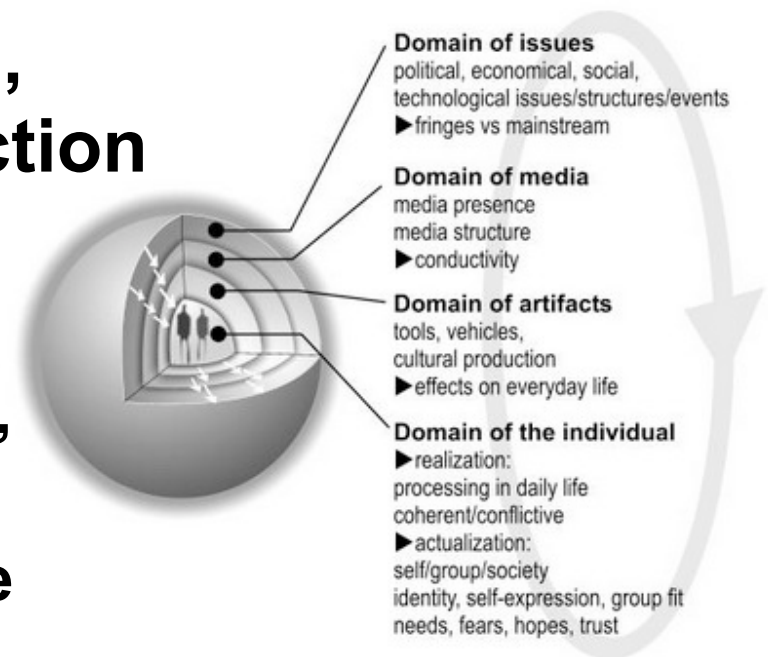 ,
ction
,
e
Domain of issues
political, economical, social,
technological issues/structures/events
▶fringes vs mainstream
Domain of media
media presence
media structure
▶conductivity
Domain of artifacts
tools, vehicles,
cultural production
▶effects on everyday life
Domain of the individual
▶realization:
processing in daily life
coherent/conflictive
▶actualization:
self/group/society
identity, self-expression, group fit
needs, fears, hopes, trust